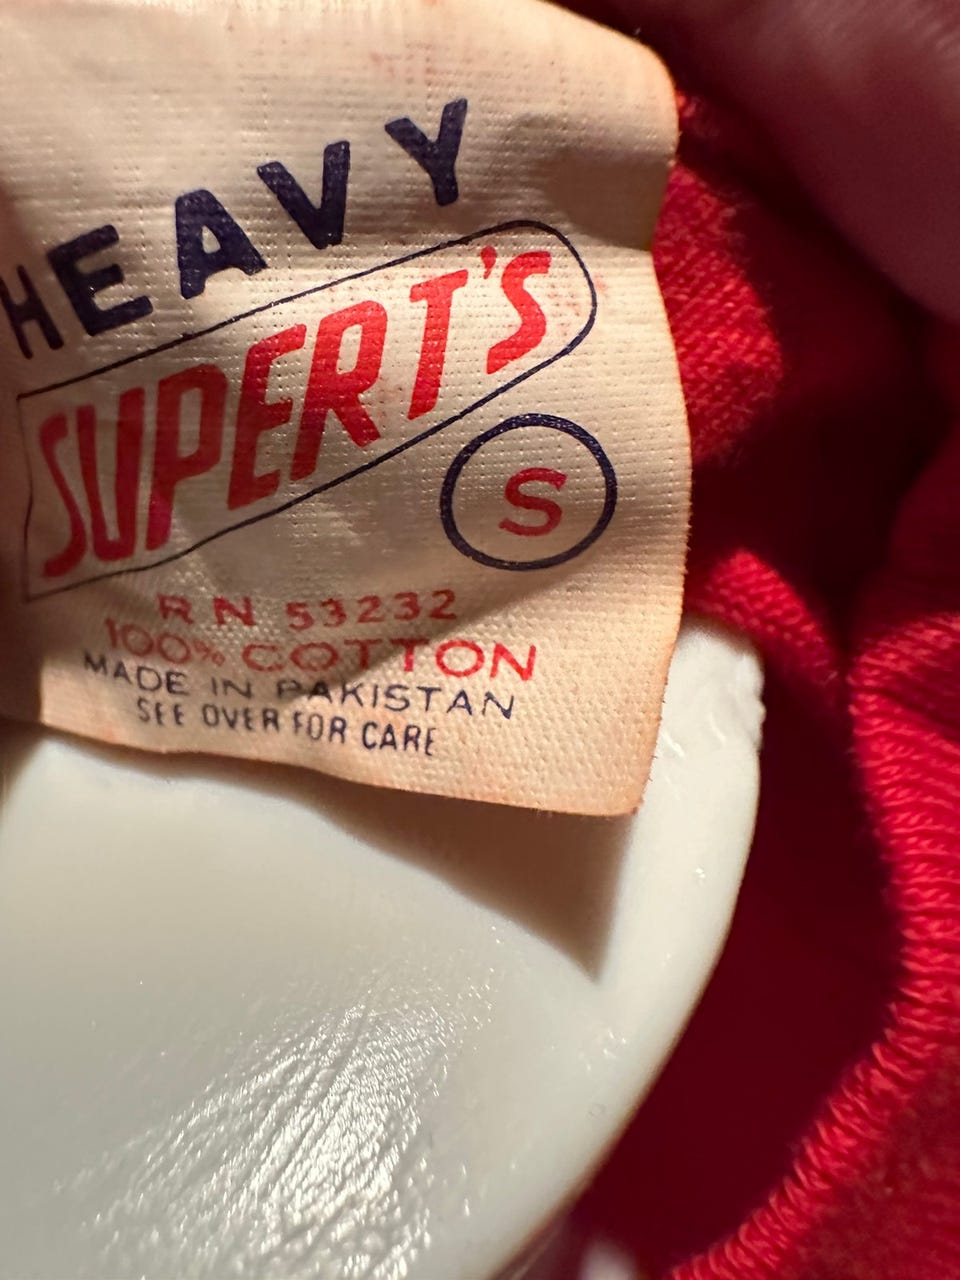 HEAVY
SUPERT'S
S
RN 53232
100% COTTON
MADE IN PAKISTAN
SEE OVER FOR CARE